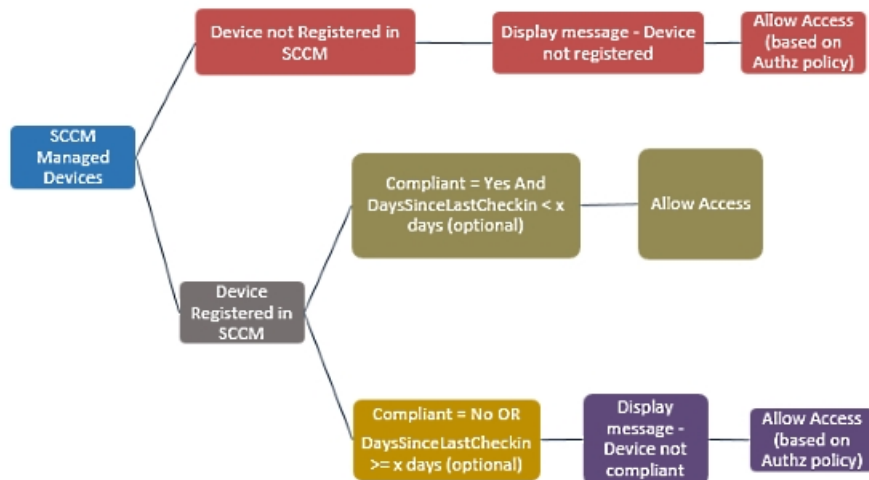 Device not Registered in
SCCM
Display message - Device
not registered
Allow Access
(based on
Authz policy)
SCCM
Managed
Devices
Compliant = Yes And
DaysSinceLastCheckin < x
days (optional)
Allow Access
Device
Registered in
SCCM
Compliant = No OR
DaysSinceLastCheckin
>= x days (optional)
Display
message -
Device not
compliant
Allow Access
(based on
Authz policy)